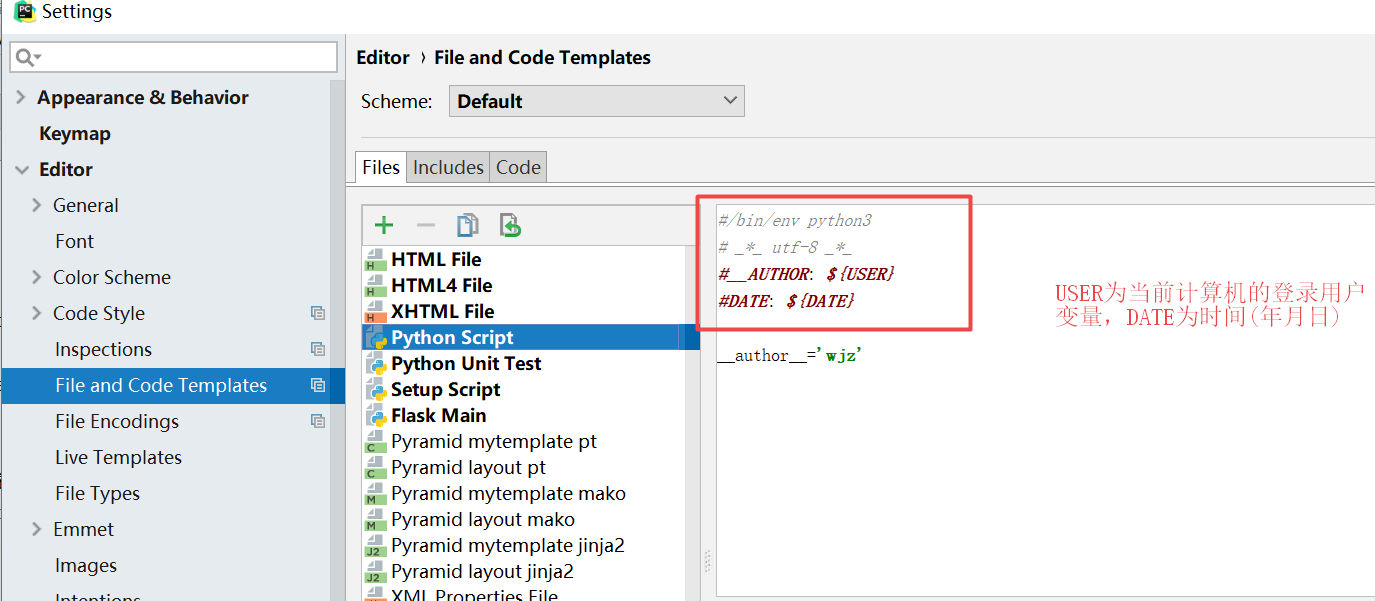 PC Settings
Appearance & Behavior
Keymap
Editor
General
Font
Color Scheme
Code Style
Inspections
File and Code Templates
File Encodings
Live Templates
File Types
Emmet
Images
Intentions
Editor › File and Code Templates
Scheme: Default
Files Includes Code
H HTML File
H HTML4 File
H XHTML File
Python Script
Python Unit Test
Setup Script
Flask Main
C Pyramid mytemplate pt
C Pyramid layout pt
M Pyramid mytemplate mako
M Pyramid layout mako
J2 Pyramid mytemplate jinja2
J2 Pyramid layout jinja2
XML Properties File
#/bin/env python3
# _*_ utf-8 _*_
#__AUTHOR: ${USER}
#DATE: ${DATE}
__author__='wjz'
USER为当前计算机的登录用户
变量，DATE为时间(年月日)